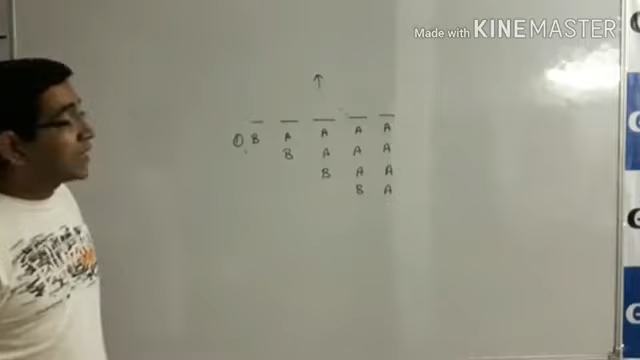 Made with KINEMASTER
↑
① B A A A A
B A A A
B A A
B A